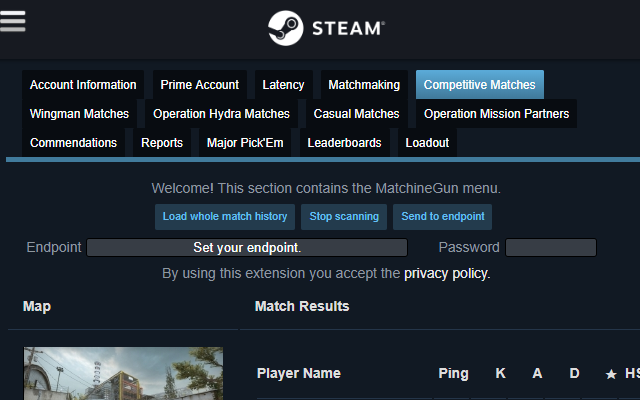 STEAM®
Account Information Prime Account Latency Matchmaking Competitive Matches
Wingman Matches Operation Hydra Matches Casual Matches Operation Mission Partners
Commendations Reports Major Pick'Em Leaderboards Loadout
Welcome! This section contains the MatchineGun menu.
Load whole match history Stop scanning Send to endpoint
Endpoint Set your endpoint. Password
By using this extension you accept the privacy policy.
Map Match Results
Player Name Ping K A D ★ HS